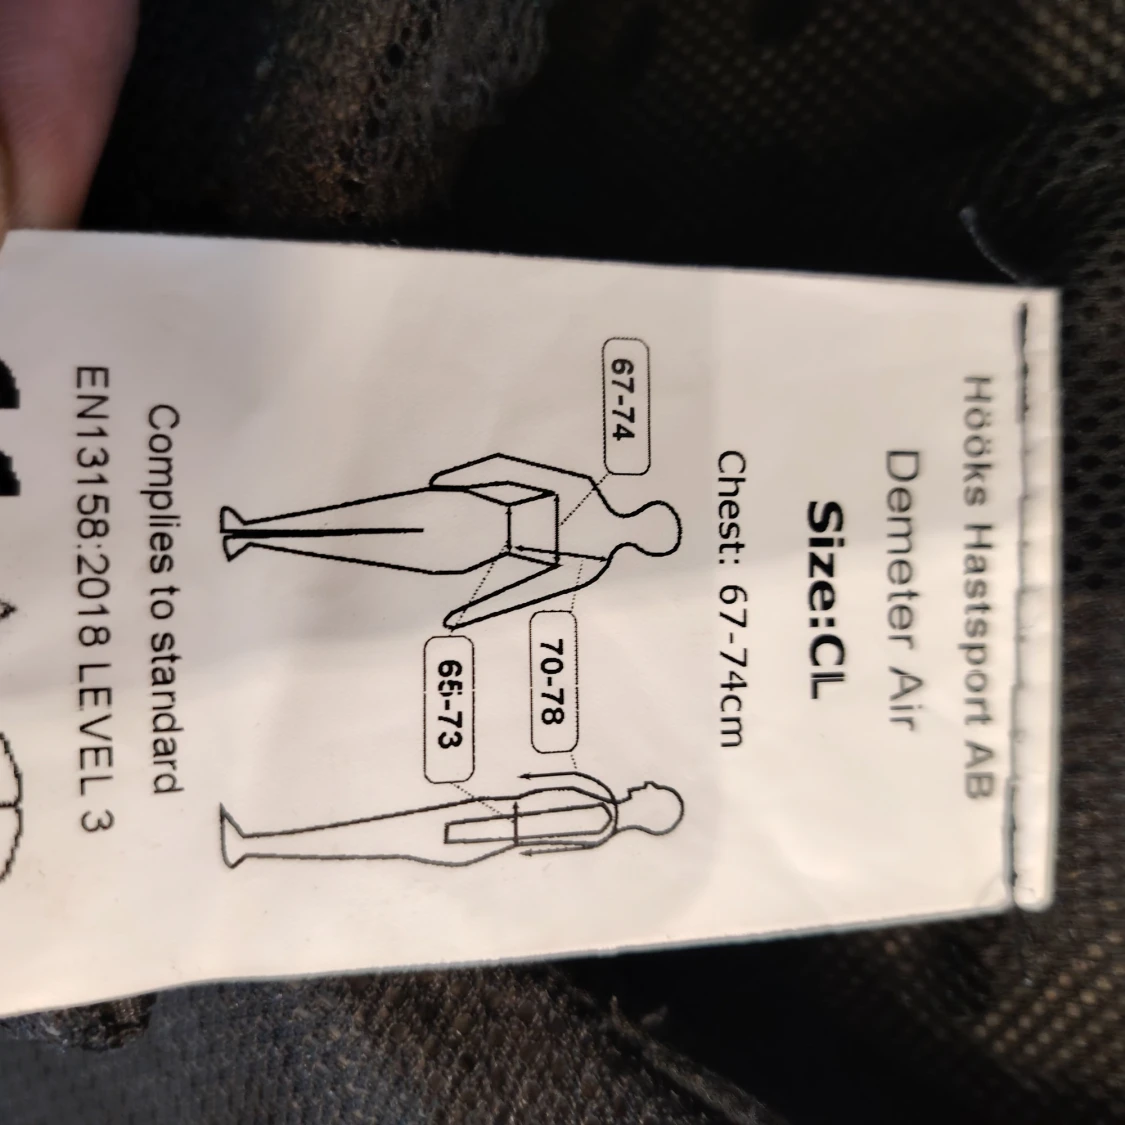 Hööks Hastsport AB
Demeter Air
Size:CL
Chest: 67-74cm
67-74
70-78
65-73
Complies to standard
EN13158:2018 LEVEL 3